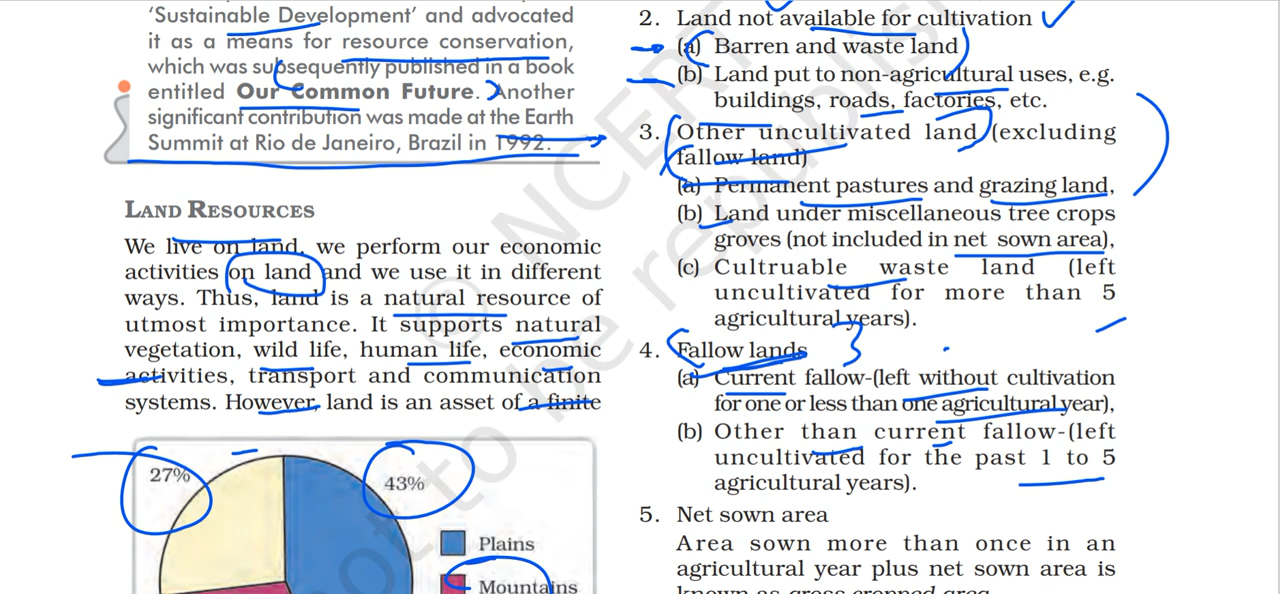 'Sustainable Development' and advocated
it as a means for resource conservation,
which was subsequently published in a book
entitled Our Common Future. Another
significant contribution was made at the Earth
Summit at Rio de Janeiro, Brazil in 1992.
LAND RESOURCES
We live on land, we perform our economic
activities on land and we use it in different
ways. Thus, land is a natural resource of
utmost importance. It supports natural
vegetation, wild life, human life, economic
activities, transport and communication
systems. However, land is an asset of a finite
27%
43%
Plains
Mountains
2. Land not available for cultivation
(a) Barren and waste land
(b) Land put to non-agricultural uses, e.g.
buildings, roads, factories, etc.
3. Other uncultivated land (excluding
fallow land)
(a) Permanent pastures and grazing land,
(b) Land under miscellaneous tree crops
groves (not included in net sown area),
(c) Cultruable waste land (left
uncultivated for more than 5
agricultural years).
4. Fallow lands
(a) Current fallow-(left without cultivation
for one or less than one agricultural year),
(b) Other than current fallow-(left
uncultivated for the past 1 to 5
agricultural years).
5. Net sown area
Area sown more than once in an
agricultural year plus net sown area is
known as gross cropped area.
© NCERT
not to be republis